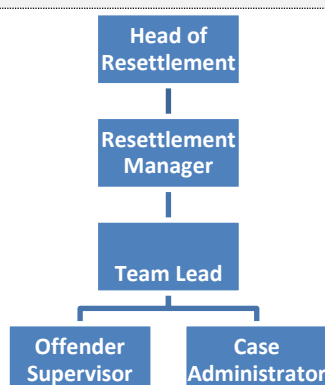 Head of
Resettlement
Resettlement
Manager
Team Lead
Offender
Supervisor
Case
Administrator